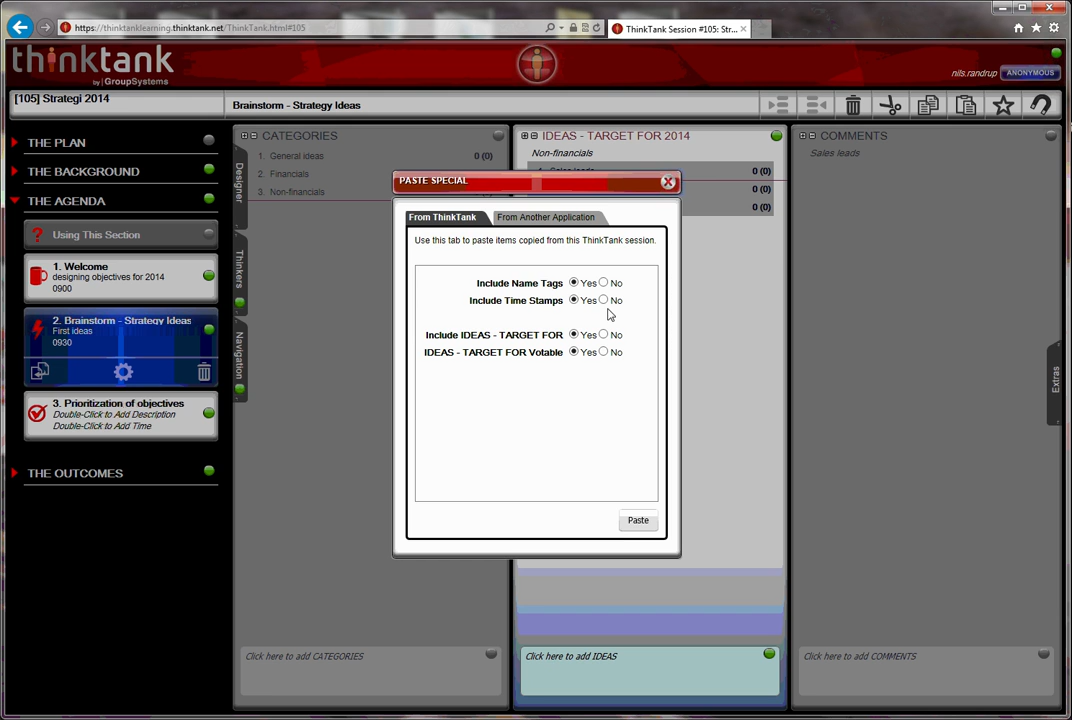 https://thinktanklearning.thinktank.net/ThinkTank.html#105
ThinkTank Session #105: Str...
thinktank
by GroupSystems
nils.randrup
ANONYMOUS
[105] Strategi 2014
Brainstorm - Strategy Ideas
THE PLAN
THE BACKGROUND
THE AGENDA
Using This Section
1. Welcome
designing objectives for 2014
0900
2. Brainstorm - Strategy Ideas
First ideas
0930
3. Prioritization of objectives
Double-Click to Add Description
Double-Click to Add Time
THE OUTCOMES
Designer
Thinkers
Navigation
CATEGORIES
1. General ideas 0 (0)
2. Financials
3. Non-financials
Click here to add CATEGORIES
IDEAS - TARGET FOR 2014
Non-financials
1. Sales leads 0 (0)
0 (0)
0 (0)
Click here to add IDEAS
COMMENTS
Sales leads
Click here to add COMMENTS
Extras
PASTE SPECIAL
From ThinkTank
From Another Application
Use this tab to paste items copied from this ThinkTank session.
Include Name Tags Yes No
Include Time Stamps Yes No
Include IDEAS - TARGET FOR Yes No
IDEAS - TARGET FOR Votable Yes No
Paste